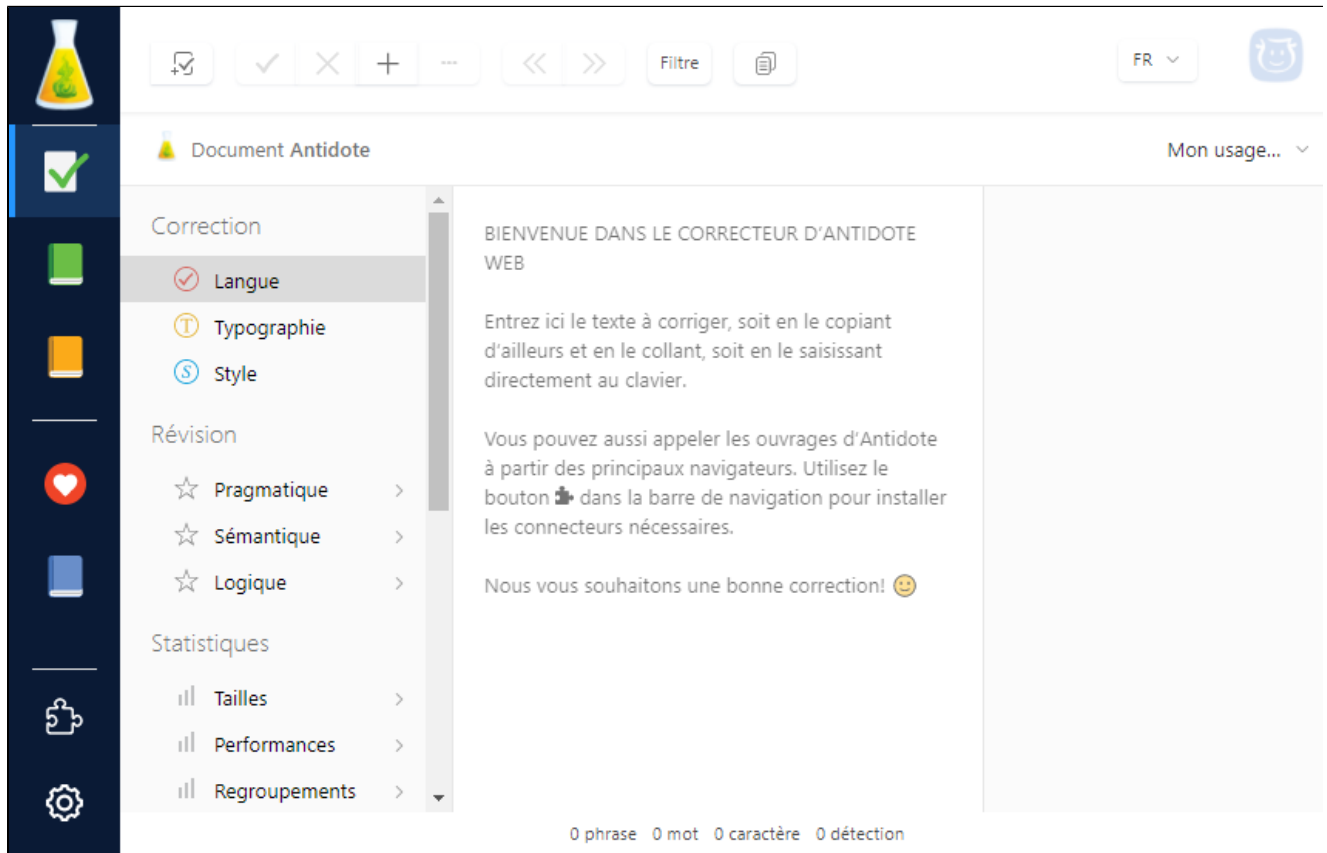 Filtre
FR
Document Antidote
Mon usage...
Correction
Langue
T Typographie
S Style
Révision
Pragmatique
Sémantique
Logique
Statistiques
Tailles
Performances
Regroupements
BIENVENUE DANS LE CORRECTEUR D’ANTIDOTE
WEB
Entrez ici le texte à corriger, soit en le copiant
d’ailleurs et en le collant, soit en le saisissant
directement au clavier.
Vous pouvez aussi appeler les ouvrages d’Antidote
à partir des principaux navigateurs. Utilisez le
bouton dans la barre de navigation pour installer
les connecteurs nécessaires.
Nous vous souhaitons une bonne correction!
0 phrase 0 mot 0 caractère 0 détection